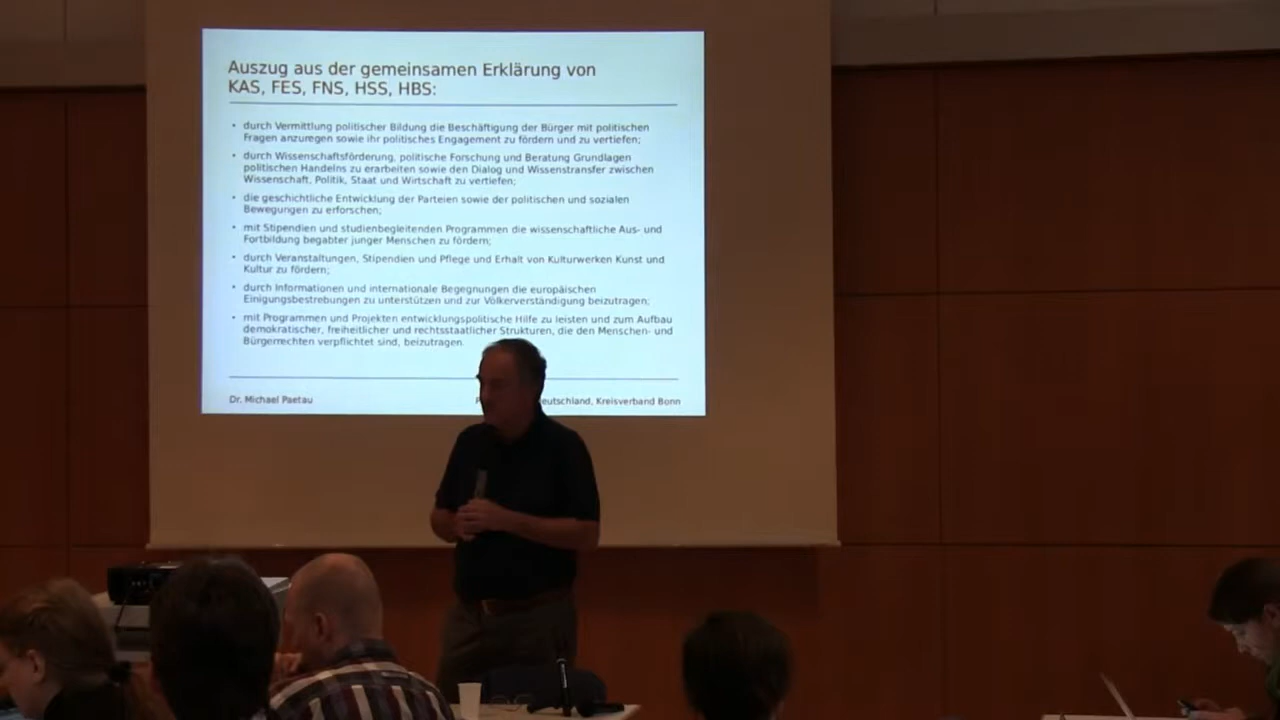 Auszug aus der gemeinsamen Erklärung von
KAS, FES, FNS, HSS, HBS:
• durch Vermittlung politischer Bildung die Beschäftigung der Bürger mit politischen
Fragen anzuregen sowie ihr politisches Engagement zu fördern und zu vertiefen;
• durch Wissenschaftsförderung, politische Forschung und Beratung Grundlagen
politischen Handelns zu erarbeiten sowie den Dialog und Wissenstransfer zwischen
Wissenschaft, Politik, Staat und Wirtschaft zu vertiefen;
• die geschichtliche Entwicklung der Parteien sowie der politischen und sozialen
Bewegungen zu erforschen;
• mit Stipendien und studienbegleitenden Programmen die wissenschaftliche Aus- und
Fortbildung begabter junger Menschen zu fördern;
• durch Veranstaltungen, Stipendien und Pflege und Erhalt von Kulturwerken Kunst und
Kultur zu fördern;
• durch Informationen und internationale Begegnungen die europäischen
Einigungsbestrebungen zu unterstützen und zur Völkerverständigung beizutragen;
• mit Programmen und Projekten entwicklungspolitische Hilfe zu leisten und zum Aufbau
demokratischer, freiheitlicher und rechtsstaatlicher Strukturen, die den Menschen- und
Bürgerrechten verpflichtet sind, beizutragen.
Dr. Michael Paetau
eutschland, Kreisverband Bonn